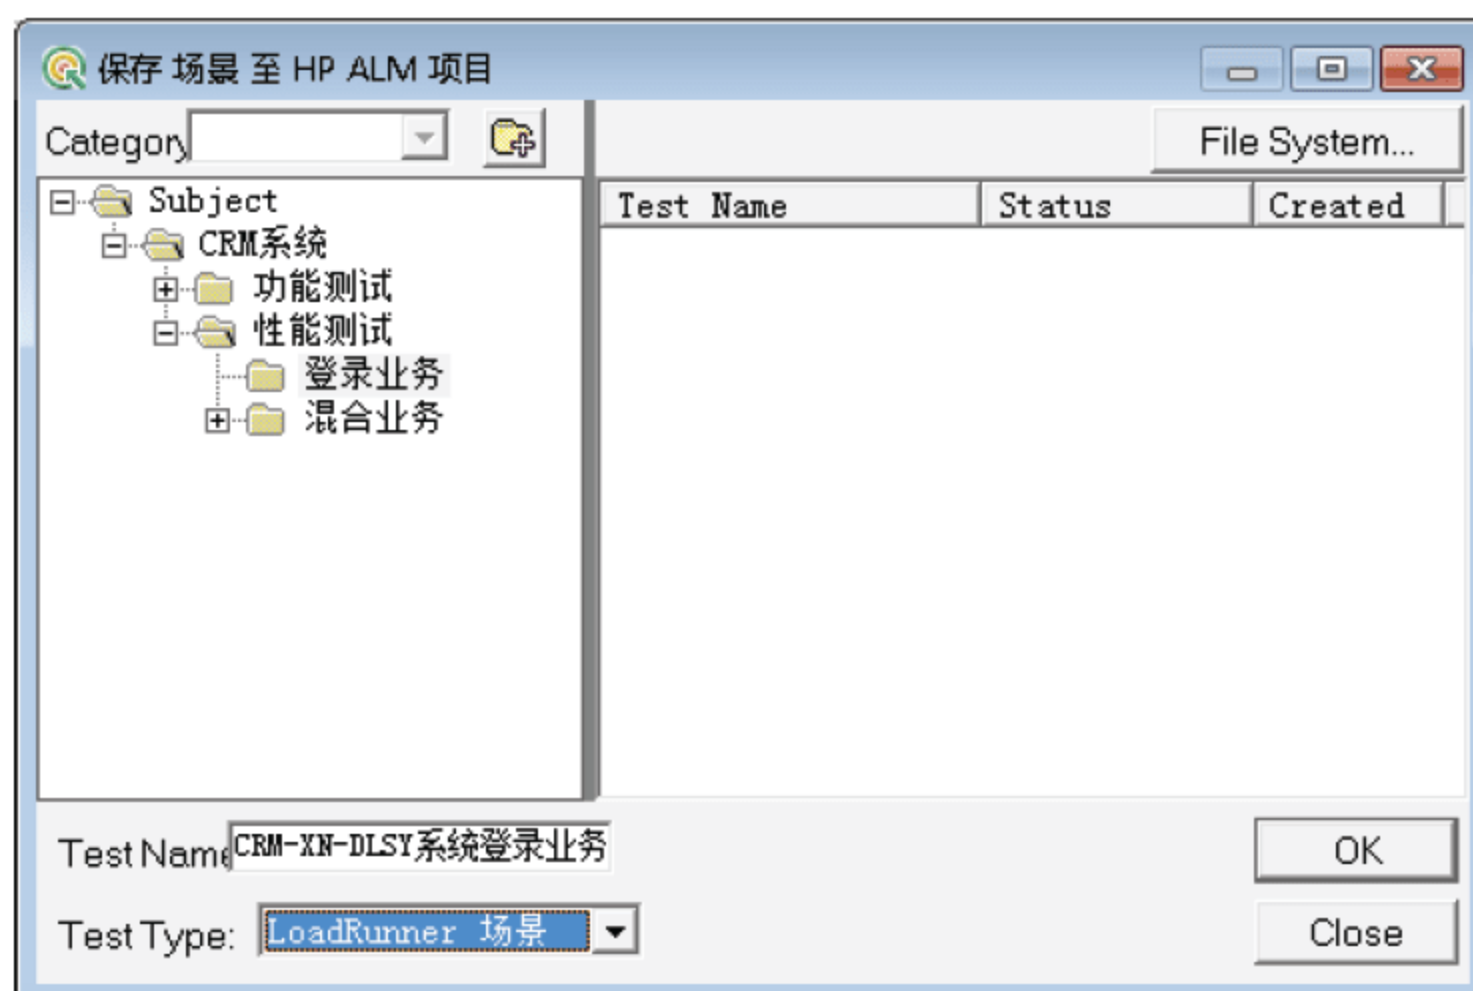 保存 场景 至 HP ALM 项目
Category
File System...
Subject
CRM系统
功能测试
性能测试
登录业务
混合业务
Test Name Status Created
Test Name CRM-XN-DLSY系统登录业务
OK
Test Type: LoadRunner 场景
Close